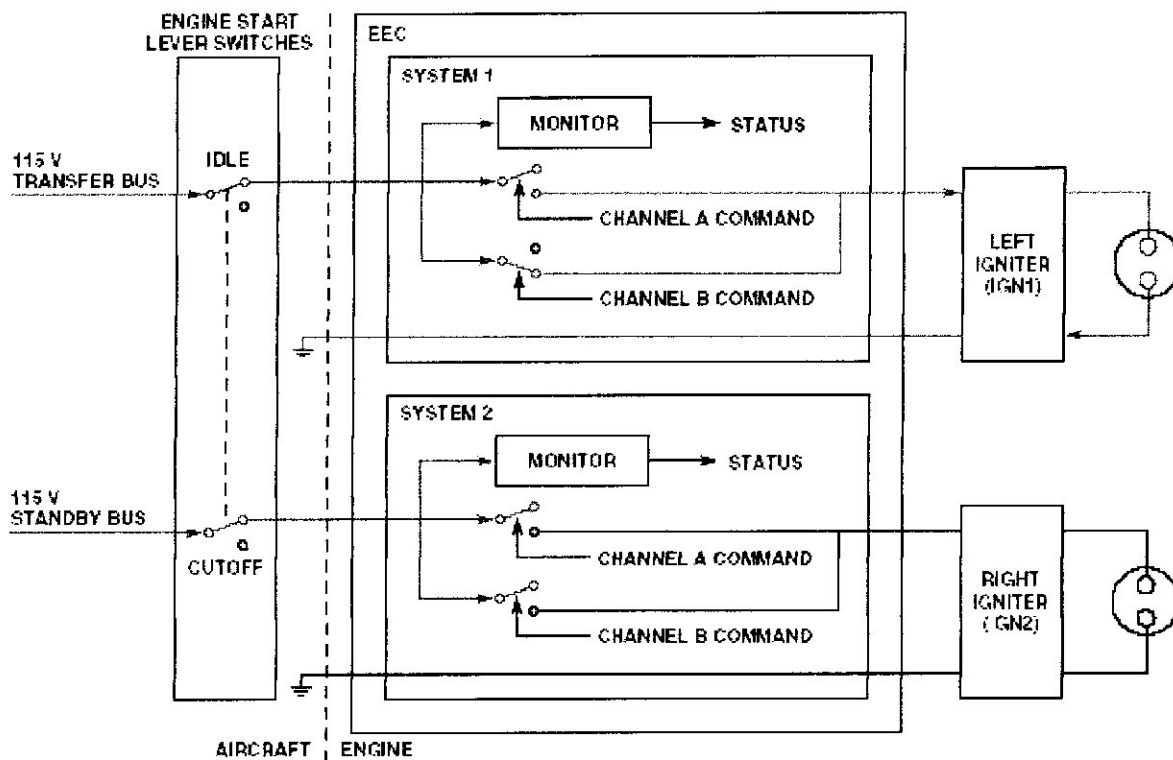 ENGINE START
LEVER SWITCHES
EEC
SYSTEM 1
MONITOR
STATUS
115 V
TRANSFER BUS
IDLE
CHANNEL A COMMAND
LEFT
IGNITER
(IGN1)
CHANNEL B COMMAND
SYSTEM 2
MONITOR
STATUS
115 V
STANDBY BUS
CUTOFF
CHANNEL A COMMAND
RIGHT
IGNITER
( GN2)
CHANNEL B COMMAND
AIRCRAFT
ENGINE